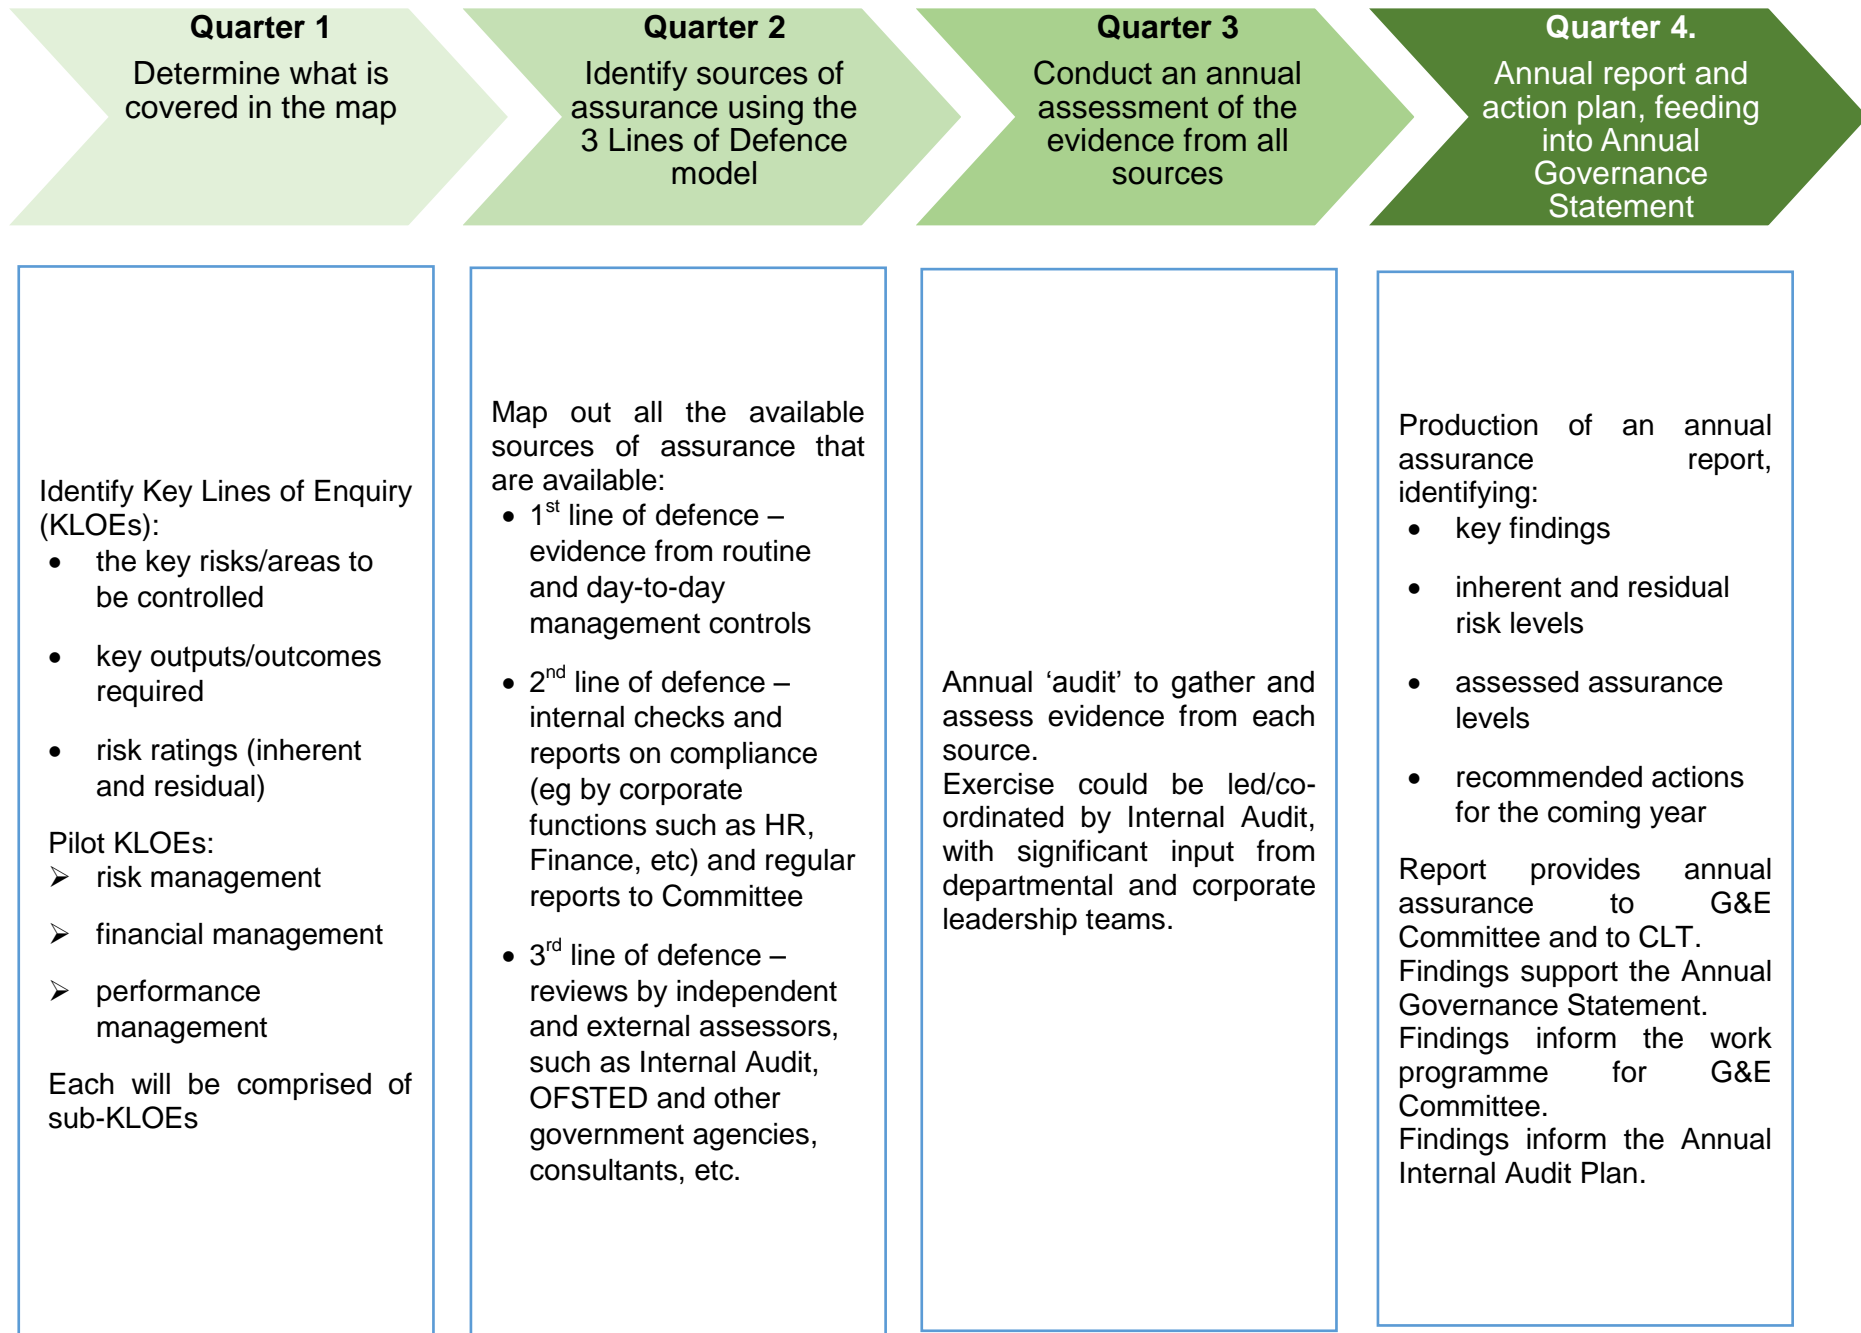 Quarter 1
Determine what is
covered in the map
Quarter 2
Identify sources of
assurance using the
3 Lines of Defence
model
Quarter 3
Conduct an annual
assessment of the
evidence from all
sources
Quarter 4.
Annual report and
action plan, feeding
into Annual
Governance
Statement
Identify Key Lines of Enquiry
(KLOEs):
• the key risks/areas to
be controlled
• key outputs/outcomes
required
• risk ratings (inherent
and residual)
Pilot KLOEs:
➢ risk management
➢ financial management
➢ performance
management
Each will be comprised of
sub-KLOEs
Map out all the available
sources of assurance that
are available:
• 1st line of defence –
evidence from routine
and day-to-day
management controls
• 2nd line of defence –
internal checks and
reports on compliance
(eg by corporate
functions such as HR,
Finance, etc) and regular
reports to Committee
• 3rd line of defence –
reviews by independent
and external assessors,
such as Internal Audit,
OFSTED and other
government agencies,
consultants, etc.
Annual ‘audit’ to gather and
assess evidence from each
source.
Exercise could be led/co-
ordinated by Internal Audit,
with significant input from
departmental and corporate
leadership teams.
Production of an annual
assurance report,
identifying:
• key findings
• inherent and residual
risk levels
• assessed assurance
levels
• recommended actions
for the coming year
Report provides annual
assurance to G&E
Committee and to CLT.
Findings support the Annual
Governance Statement.
Findings inform the work
programme for G&E
Committee.
Findings inform the Annual
Internal Audit Plan.